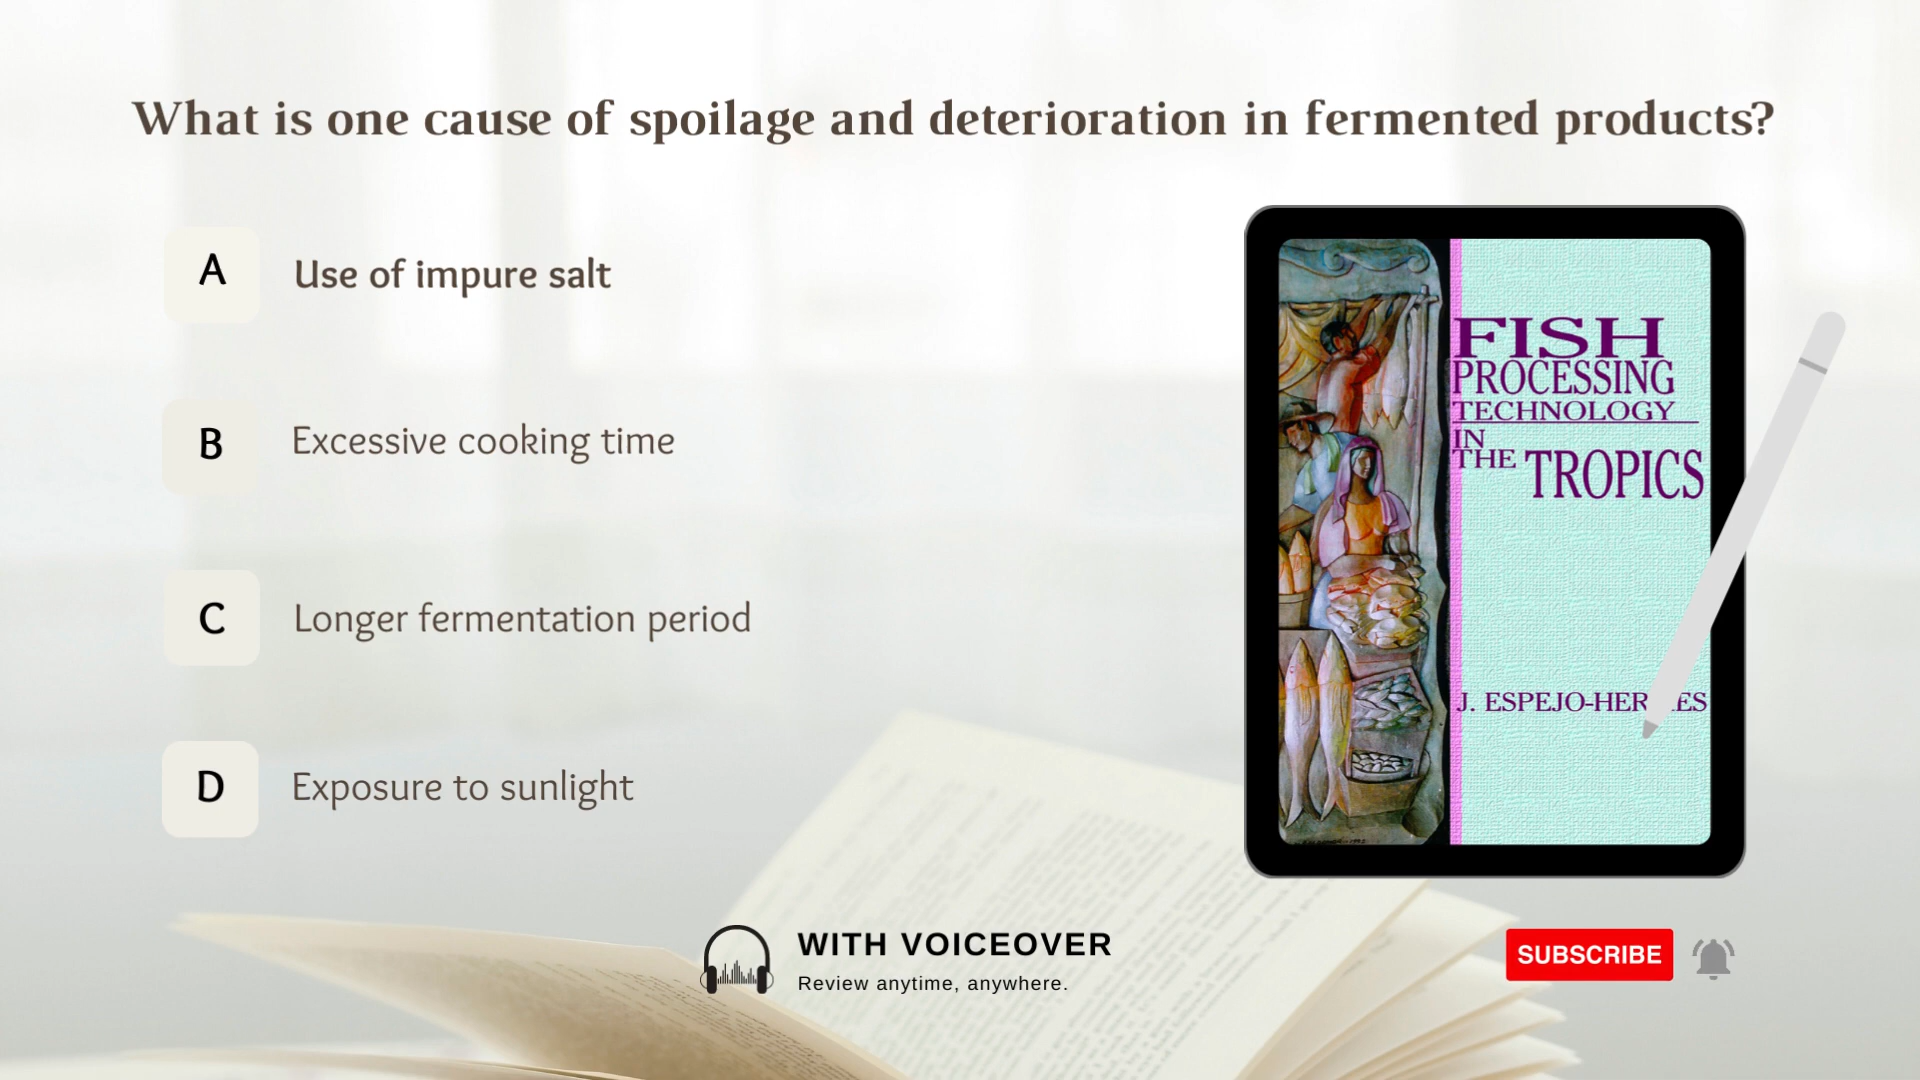 What is one cause of spoilage and deterioration in fermented products?
A
Use of impure salt
B
Excessive cooking time
C
Longer fermentation period
D
Exposure to sunlight
FISH
PROCESSING
TECHNOLOGY
IN
THE TROPICS
WITH VOICEOVER
Review anytime, anywhere.
SUBSCRIBE
J.